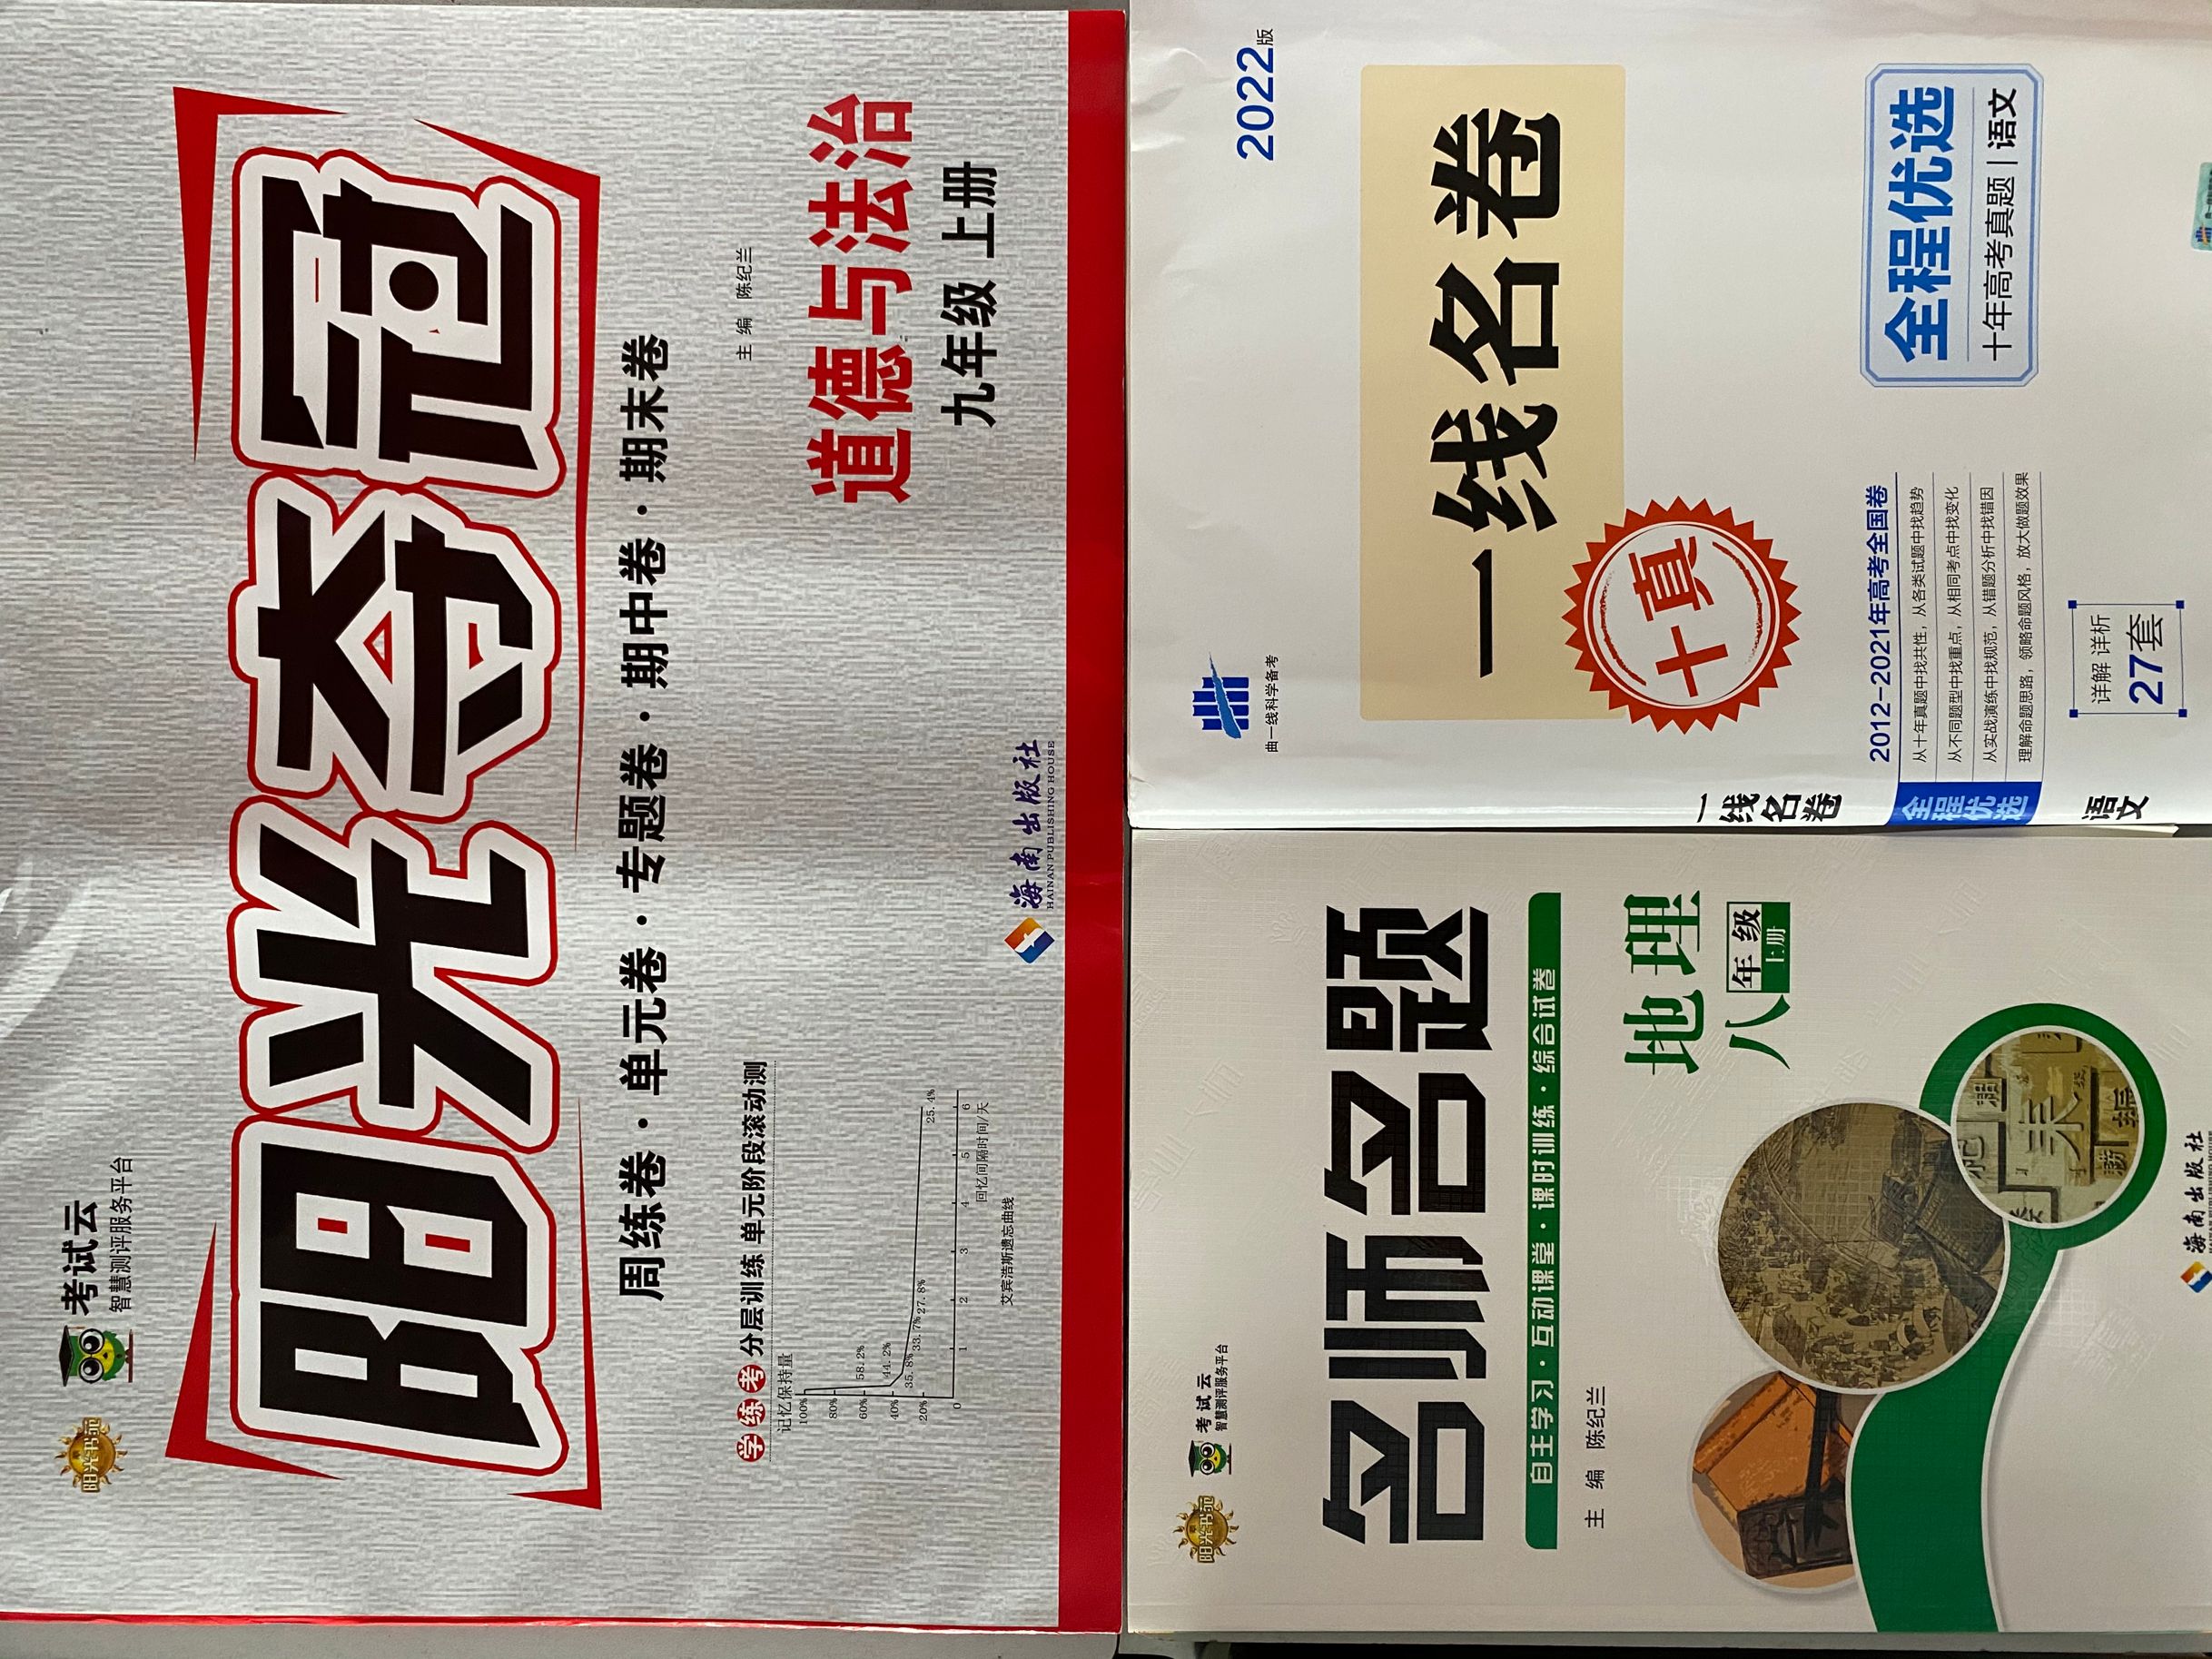 阳光书苑
考试云
智慧测评服务平台
阳光夺冠
周练卷·单元卷·专题卷·期中卷·期末卷
主 编 陈纪兰
学练考 分层训练 单元阶段滚动测
道德与法治
九年级 上册
记忆保持量
100%
80%
60%
40%
20%
0
58.2%
44.2%
35.8%
33.7%
27.8%
25.4%
1 2 3 4 5 6
回忆间隔时间/天
艾宾浩斯遗忘曲线
海南出版社
HAINAN PUBLISHING HOUSE
曲一线科学备考
2022版
一线名卷
十真
全程优选
十年高考真题 | 语文
2012-2021年高考全国卷
从十年真题中找共性，从各类试题中找趋势
从不同题型中找重点，从相同考点中找变化
从实战演练中找规范，从错题分析中找错因
理解命题思路，领略命题风格，放大做题效果
详解 详析
27套
一线名卷
全程优选
语文
阳光书苑
考试云
智慧测评服务平台
名师名题
自主学习·互动课堂·课时训练·综合试卷
主 编 陈纪兰
地理
八年级
上册
海南出版社